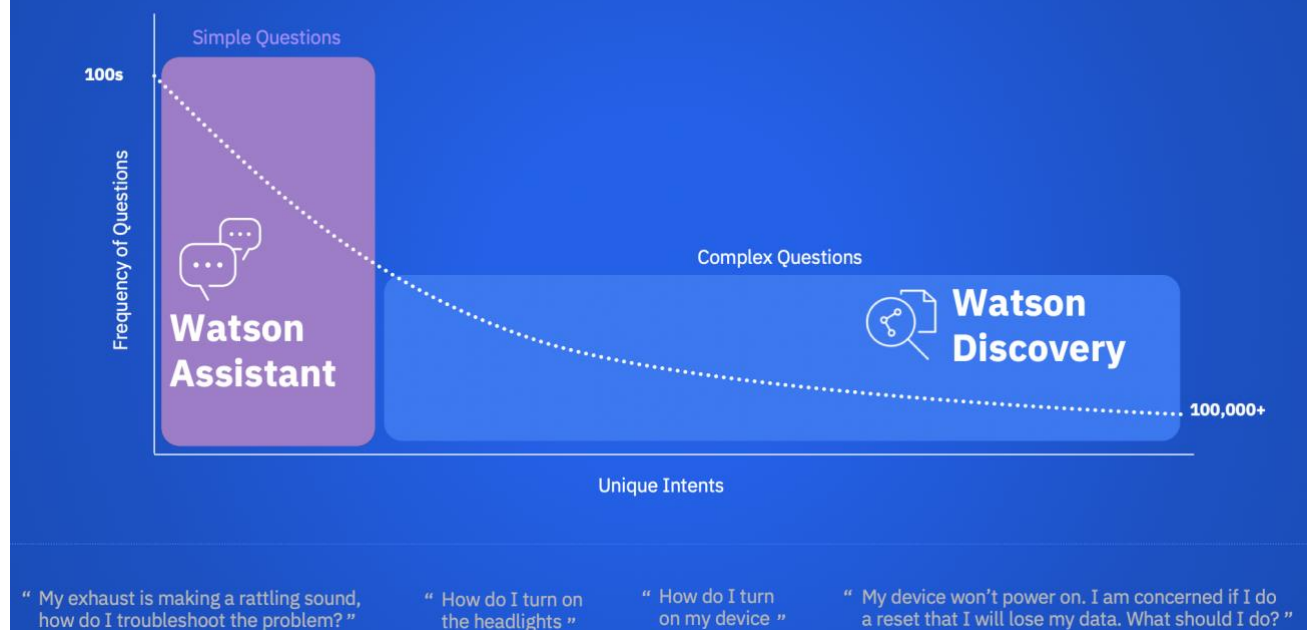 Simple Questions
100s
Frequency of Questions
Watson
Assistant
Complex Questions
Watson
Discovery
100,000+
Unique Intents
“ My exhaust is making a rattling sound,
how do I troubleshoot the problem? ”
“ How do I turn on
the headlights ”
“ How do I turn
on my device ”
“ My device won’t power on. I am concerned if I do
a reset that I will lose my data. What should I do? ”